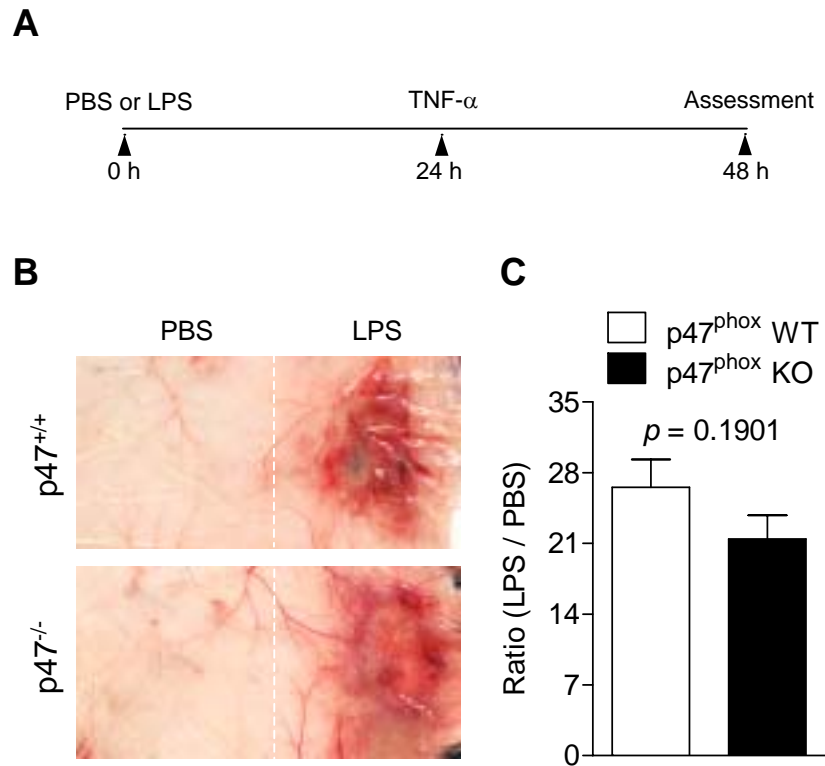 A
PBS or LPS TNF-α Assessment
0 h 24 h 48 h
B
PBS LPS
p47+/+
p47-/-
C
p47phox WT
p47phox KO
p = 0.1901
Ratio (LPS / PBS)
35
28
21
14
7
0